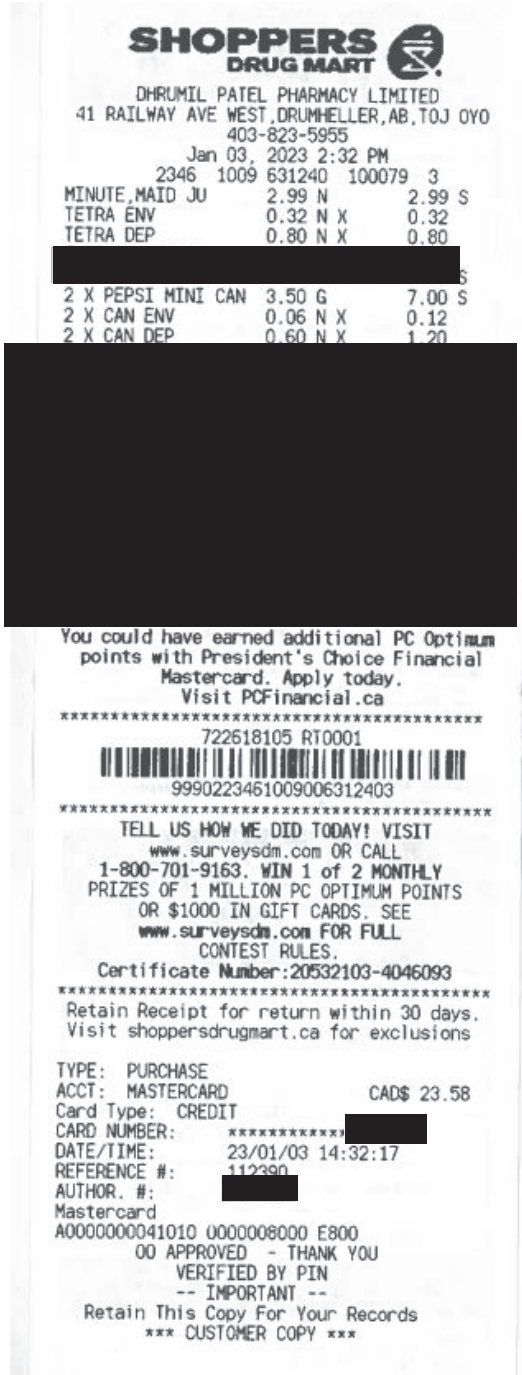 SHOPPERS
DRUG MART
DHRUMIL PATEL PHARMACY LIMITED
41 RAILWAY AVE WEST,DRUMHELLER,AB,T0J 0Y0
403-823-5955
Jan 03, 2023 2:32 PM
2346 1009 631240 100079 3
MINUTE,MAID JU 2.99 N 2.99 S
TETRA ENV 0.32 N X 0.32
TETRA DEP 0.80 N X 0.80
S
2 X PEPSI MINI CAN 3.50 G 7.00 S
2 X CAN ENV 0.06 N X 0.12
2 X CAN DEP 0.60 N X 1.20
You could have earned additional PC Optimum
points with President's Choice Financial
Mastercard. Apply today.
Visit PCFinancial.ca
******************************************
722618105 RT0001
9990223461009006312403
*******************************************
TELL US HOW WE DID TODAY! VISIT
www.surveysdm.com OR CALL
1-800-701-9163. WIN 1 of 2 MONTHLY
PRIZES OF 1 MILLION PC OPTIMUM POINTS
OR $1000 IN GIFT CARDS. SEE
www.surveysdm.com FOR FULL
CONTEST RULES.
Certificate Number:20532103-4046093
*******************************************
Retain Receipt for return within 30 days.
Visit shoppersdrugmart.ca for exclusions
TYPE: PURCHASE
ACCT: MASTERCARD CAD$ 23.58
Card Type: CREDIT
CARD NUMBER: ************
DATE/TIME: 23/01/03 14:32:17
REFERENCE #: 112390
AUTHOR. #:
Mastercard
A0000000041010 0000008000 E800
00 APPROVED - THANK YOU
VERIFIED BY PIN
-- IMPORTANT --
Retain This Copy For Your Records
*** CUSTOMER COPY ***